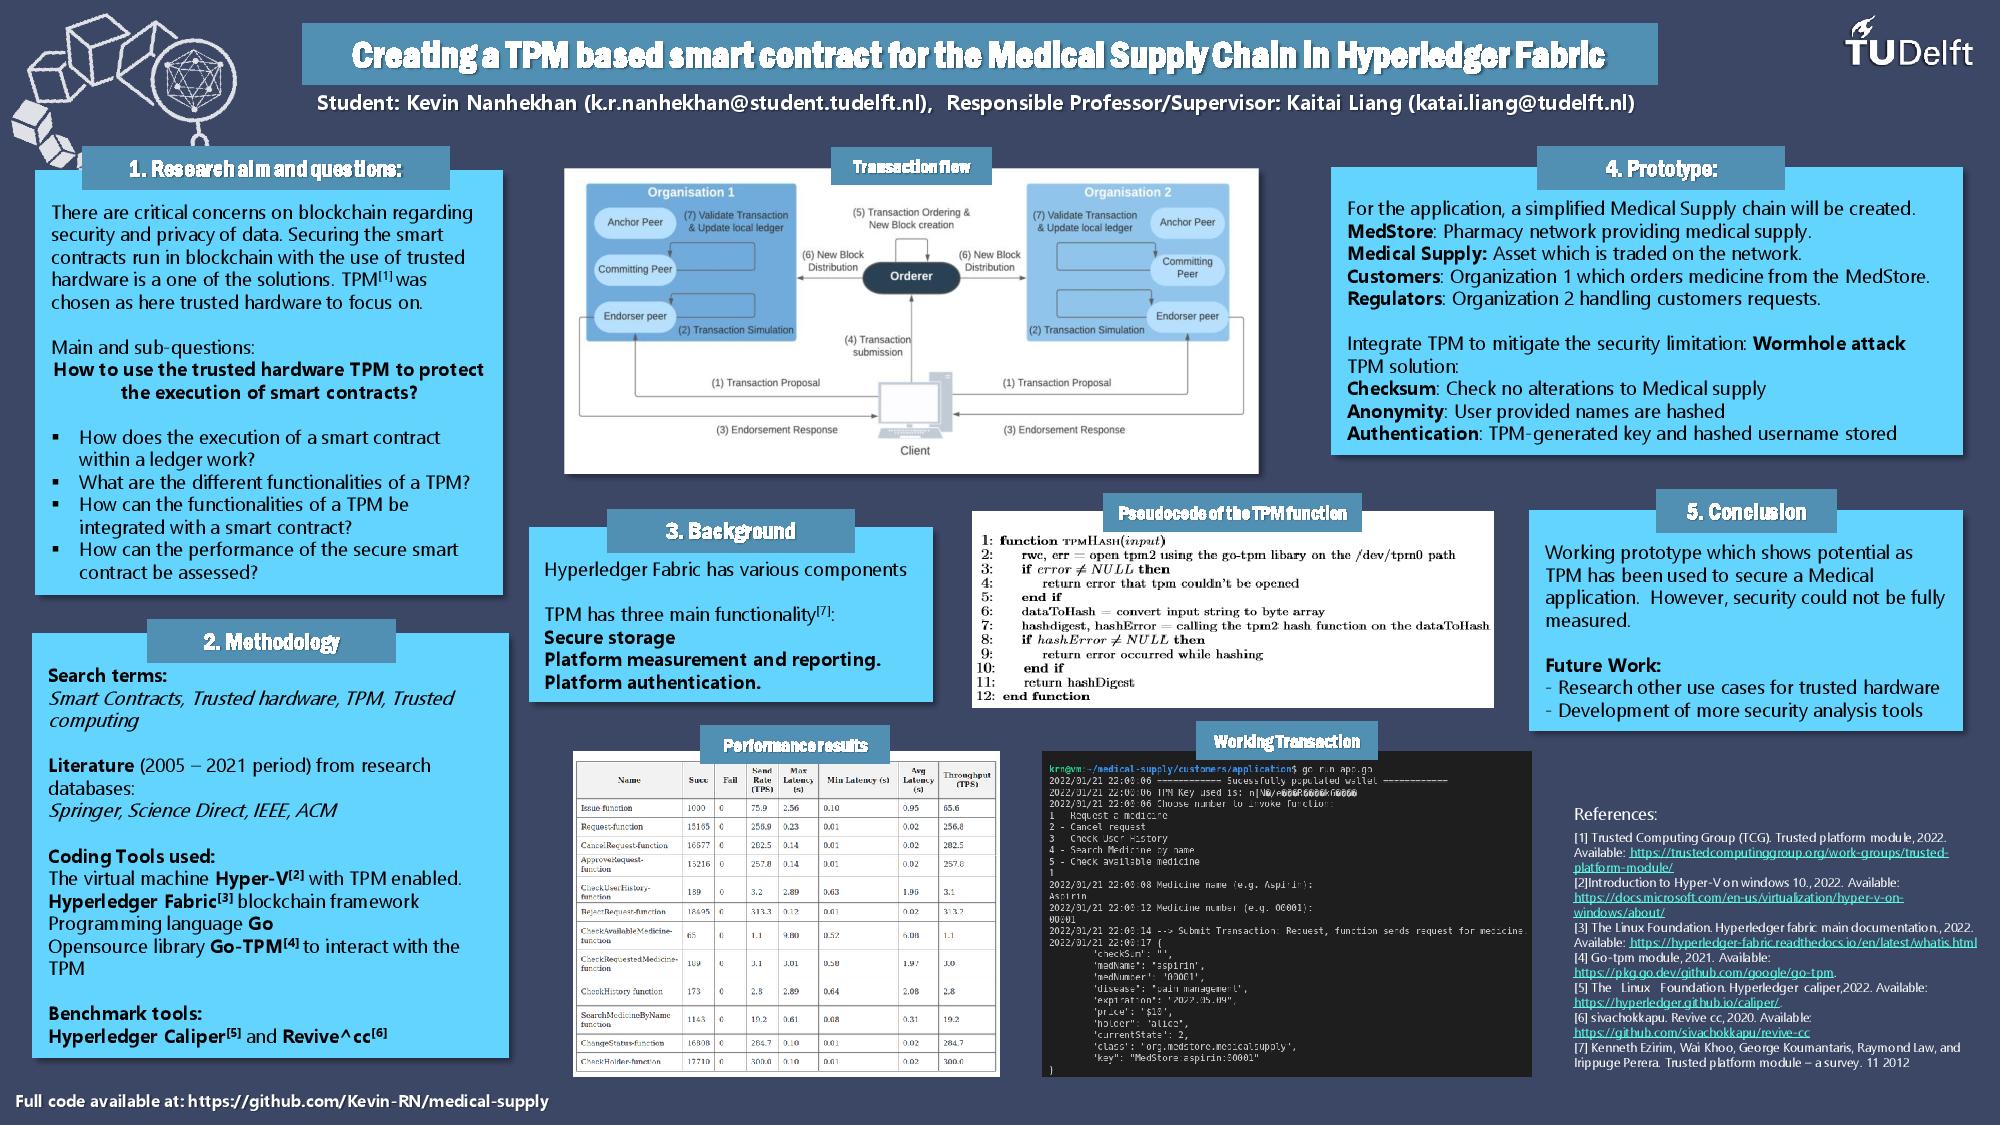 Creating a TPM based smart contract for the Medical Supply Chain in Hyperledger Fabric
TUDelft
Student: Kevin Nanhekhan (k.r.nanhekhan@student.tudelft.nl), Responsible Professor/Supervisor: Kaitai Liang (katai.liang@tudelft.nl)
1. Research aim and questions:
There are critical concerns on blockchain regarding
security and privacy of data. Securing the smart
contracts run in blockchain with the use of trusted
hardware is a one of the solutions. TPM[1] was
chosen as here trusted hardware to focus on.
Main and sub-questions:
How to use the trusted hardware TPM to protect
the execution of smart contracts?
▪ How does the execution of a smart contract
within a ledger work?
▪ What are the different functionalities of a TPM?
▪ How can the functionalities of a TPM be
integrated with a smart contract?
▪ How can the performance of the secure smart
contract be assessed?
2. Methodology
Search terms:
Smart Contracts, Trusted hardware, TPM, Trusted
computing
Literature (2005 – 2021 period) from research
databases:
Springer, Science Direct, IEEE, ACM
Coding Tools used:
The virtual machine Hyper-V[2] with TPM enabled.
Hyperledger Fabric[3] blockchain framework
Programming language Go
Opensource library Go-TPM[4] to interact with the
TPM
Benchmark tools:
Hyperledger Caliper[5] and Revive^cc[6]
Full code available at: https://github.com/Kevin-RN/medical-supply
Transaction flow
Organisation 1
Anchor Peer
(7) Validate Transaction
& Update local ledger
Committing Peer
Endorser peer
(2) Transaction Simulation
(5) Transaction Ordering &
New Block creation
(6) New Block
Distribution
Orderer
(6) New Block
Distribution
(4) Transaction
submission
Organisation 2
(7) Validate Transaction
& Update local ledger
Anchor Peer
Committing
Peer
Endorser peer
(2) Transaction Simulation
(1) Transaction Proposal
(1) Transaction Proposal
(3) Endorsement Response
(3) Endorsement Response
Client
3. Background
Hyperledger Fabric has various components
TPM has three main functionality[7]:
Secure storage
Platform measurement and reporting.
Platform authentication.
Pseudocode of the TPM function
1: function TPMHASH(input)
2: rwc, err = open tpm2 using the go-tpm libary on the /dev/tpm0 path
3: if error ≠ NULL then
4: return error that tpm couldn't be opened
5: end if
6: dataToHash = convert input string to byte array
7: hashdigest, hashError = calling the tpm2 hash function on the dataToHash
8: if hashError ≠ NULL then
9: return error occurred while hashing
10: end if
11: return hashDigest
12: end function
Performance results
Name Succ Fail Send Rate (TPS) Max Latency (s) Min Latency (s) Avg Latency (s) Throughput (TPS)
Issue-function 1000 0 75.9 2.56 0.10 0.95 65.6
Request-function 15165 0 256.9 0.23 0.01 0.02 256.8
CancelRequest-function 16677 0 282.5 0.14 0.01 0.02 282.5
ApproveRequest-function 15216 0 257.8 0.14 0.01 0.02 257.8
CheckUserHistory-function 189 0 3.2 2.89 0.63 1.96 3.1
RejectRequest-function 18495 0 313.3 0.12 0.01 0.02 313.2
CheckAvailableMedicine-function 65 0 1.1 9.80 0.52 6.08 1.1
CheckRequestedMedicine-function 189 0 3.1 3.01 0.58 1.97 3.0
CheckHistory-function 173 0 2.8 2.89 0.64 2.08 2.8
SearchMedicineByName-function 1143 0 19.2 0.61 0.08 0.31 19.2
ChangeStatus-function 16808 0 284.7 0.10 0.01 0.02 284.7
CheckHolder-function 17710 0 300.0 0.10 0.01 0.02 300.0
Working Transaction
krn@vm:~/medical-supply/customers/application$ go run app.go
2022/01/21 22:00:06 ============ Sucessfully populated wallet ============
2022/01/21 22:00:06 TPM Key used is:
2022/01/21 22:00:06 Choose number to invoke function:
1 - Request a medicine
2 - Cancel request
3 - Check User History
4 - Search Medicine by name
5 - Check available medicine
1
2022/01/21 22:00:08 Medicine name (e.g. Aspirin):
Aspirin
2022/01/21 22:00:12 Medicine number (e.g. 00001):
00001
2022/01/21 22:00:14 --> Submit Transaction: Request, function sends request for medicine.
2022/01/21 22:00:17 {
"checkSum": "",
"medName": "aspirin",
"medNumber": "00001",
"disease": "pain management",
"expiration": "2022.05.09",
"price": "$10",
"holder": "alice",
"currentState": 2,
"class": "org.medstore.medicalsupply",
"key": "MedStore:aspirin:00001"
}
4. Prototype:
For the application, a simplified Medical Supply chain will be created.
MedStore: Pharmacy network providing medical supply.
Medical Supply: Asset which is traded on the network.
Customers: Organization 1 which orders medicine from the MedStore.
Regulators: Organization 2 handling customers requests.
Integrate TPM to mitigate the security limitation: Wormhole attack
TPM solution:
Checksum: Check no alterations to Medical supply
Anonymity: User provided names are hashed
Authentication: TPM-generated key and hashed username stored
5. Conclusion
Working prototype which shows potential as
TPM has been used to secure a Medical
application. However, security could not be fully
measured.
Future Work:
- Research other use cases for trusted hardware
- Development of more security analysis tools
References:
[1] Trusted Computing Group (TCG). Trusted platform module, 2022.
Available: https://trustedcomputinggroup.org/work-groups/trusted-
platform-module/
[2]Introduction to Hyper-V on windows 10., 2022. Available:
https://docs.microsoft.com/en-us/virtualization/hyper-v-on-
windows/about/
[3] The Linux Foundation. Hyperledger fabric main documentation., 2022.
Available: https://hyperledger-fabric.readthedocs.io/en/latest/whatis.html
[4] Go-tpm module, 2021. Available:
https://pkg.go.dev/github.com/google/go-tpm.
[5] The Linux Foundation. Hyperledger caliper,2022. Available:
https://hyperledger.github.io/caliper/.
[6] sivachokkapu. Revive cc, 2020. Available:
https://github.com/sivachokkapu/revive-cc
[7] Kenneth Ezirim, Wai Khoo, George Koumantaris, Raymond Law, and
Irippuge Perera. Trusted platform module – a survey. 11 2012